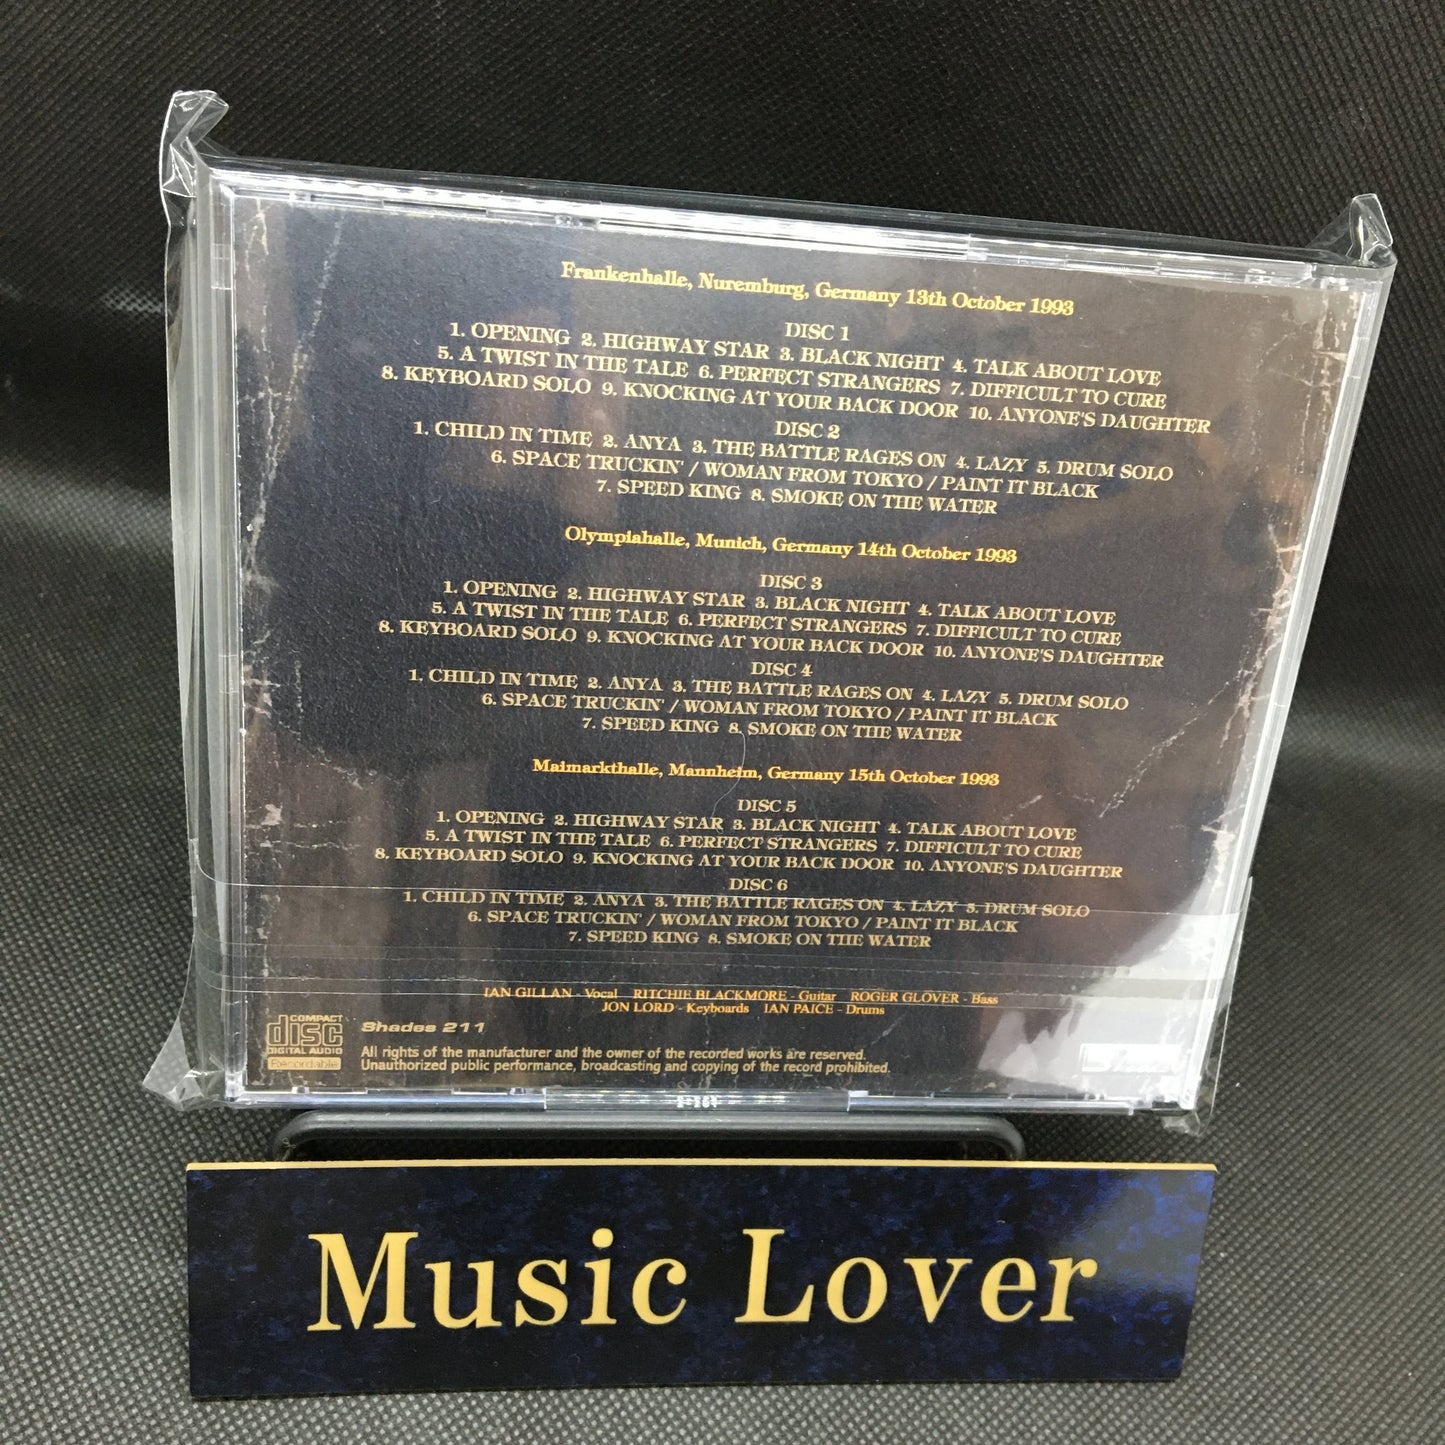 Frankenhalle, Nuremburg, Germany 13th October 1993
DISC 1
1. OPENING 2. HIGHWAY STAR 3. BLACK NIGHT 4. TALK ABOUT LOVE
5. A TWIST IN THE TALE 6. PERFECT STRANGERS 7. DIFFICULT TO CURE
8. KEYBOARD SOLO 9. KNOCKING AT YOUR BACK DOOR 10. ANYONE'S DAUGHTER
DISC 2
1. CHILD IN TIME 2. ANYA 3. THE BATTLE RAGES ON 4. LAZY 5. DRUM SOLO
6. SPACE TRUCKIN' / WOMAN FROM TOKYO / PAINT IT BLACK
7. SPEED KING 8. SMOKE ON THE WATER
Olympiahalle, Munich, Germany 14th October 1993
DISC 3
1. OPENING 2. HIGHWAY STAR 3. BLACK NIGHT 4. TALK ABOUT LOVE
5. A TWIST IN THE TALE 6. PERFECT STRANGERS 7. DIFFICULT TO CURE
8. KEYBOARD SOLO 9. KNOCKING AT YOUR BACK DOOR 10. ANYONE'S DAUGHTER
DISC 4
1. CHILD IN TIME 2. ANYA 3. THE BATTLE RAGES ON 4. LAZY 5. DRUM SOLO
6. SPACE TRUCKIN' / WOMAN FROM TOKYO / PAINT IT BLACK
7. SPEED KING 8. SMOKE ON THE WATER
Maimarkthalle, Mannheim, Germany 15th October 1993
DISC 5
1. OPENING 2. HIGHWAY STAR 3. BLACK NIGHT 4. TALK ABOUT LOVE
5. A TWIST IN THE TALE 6. PERFECT STRANGERS 7. DIFFICULT TO CURE
8. KEYBOARD SOLO 9. KNOCKING AT YOUR BACK DOOR 10. ANYONE'S DAUGHTER
DISC 6
1. CHILD IN TIME 2. ANYA 3. THE BATTLE RAGES ON 4. LAZY 5. DRUM SOLO
6. SPACE TRUCKIN' / WOMAN FROM TOKYO / PAINT IT BLACK
7. SPEED KING 8. SMOKE ON THE WATER
IAN GILLAN - Vocal RITCHIE BLACKMORE - Guitar ROGER GLOVER - Bass
JON LORD - Keyboards IAN PAICE - Drums
COMPACT
disc
DIGITAL AUDIO
Recordable
Shades 211
All rights of the manufacturer and the owner of the recorded works are reserved.
Unauthorized public performance, broadcasting and copying of the record prohibited.
Music Lover